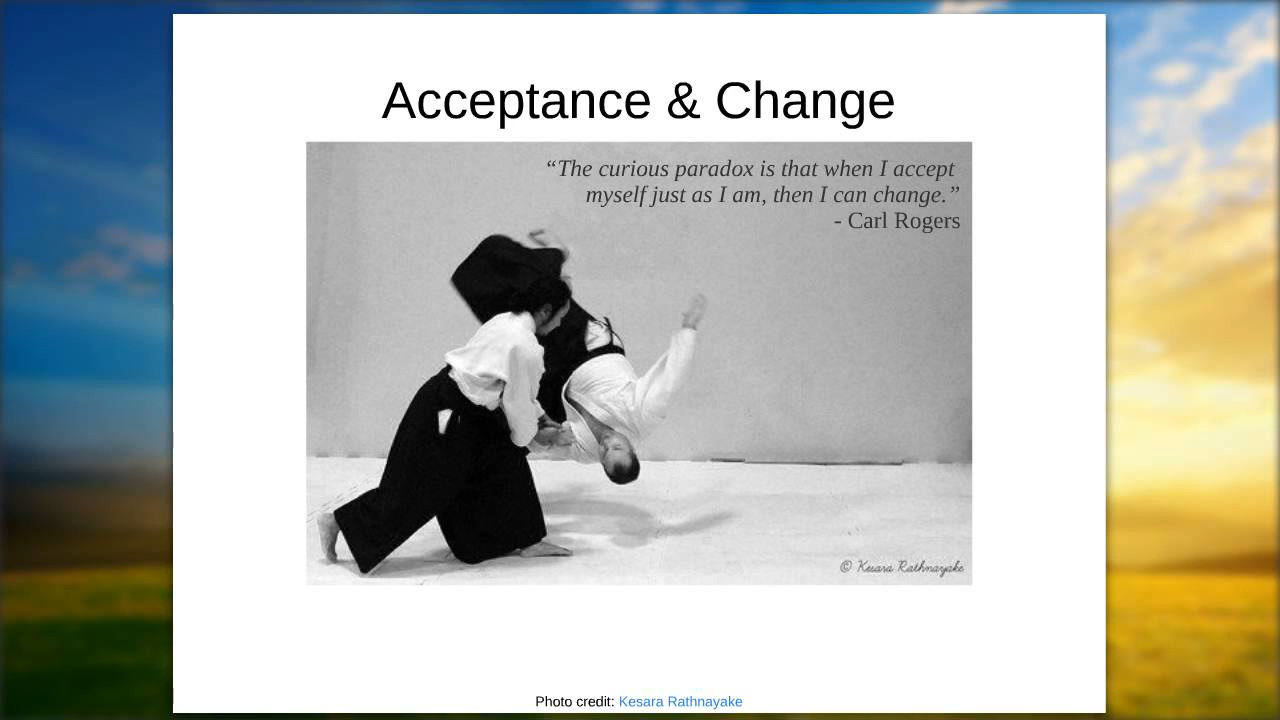 Acceptance & Change
“The curious paradox is that when I accept
myself just as I am, then I can change.”
- Carl Rogers
© Kesara Rathnayake
Photo credit: Kesara Rathnayake